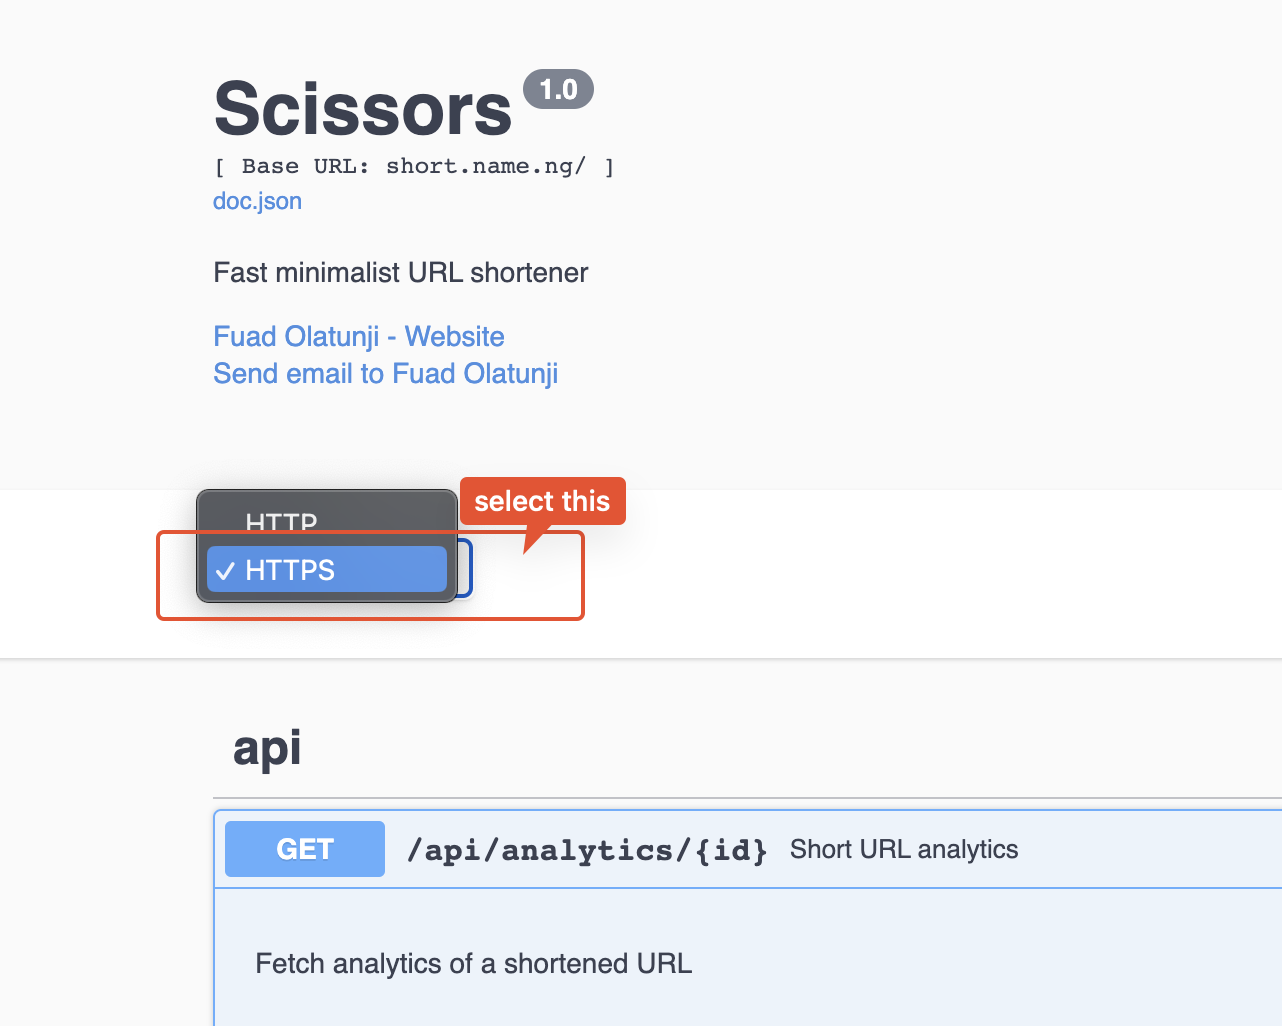 Scissors 1.0
[ Base URL: short.name.ng/ ]
doc.json
Fast minimalist URL shortener
Fuad Olatunji - Website
Send email to Fuad Olatunji
select this
HTTP
✓ HTTPS
api
GET /api/analytics/{id} Short URL analytics
Fetch analytics of a shortened URL